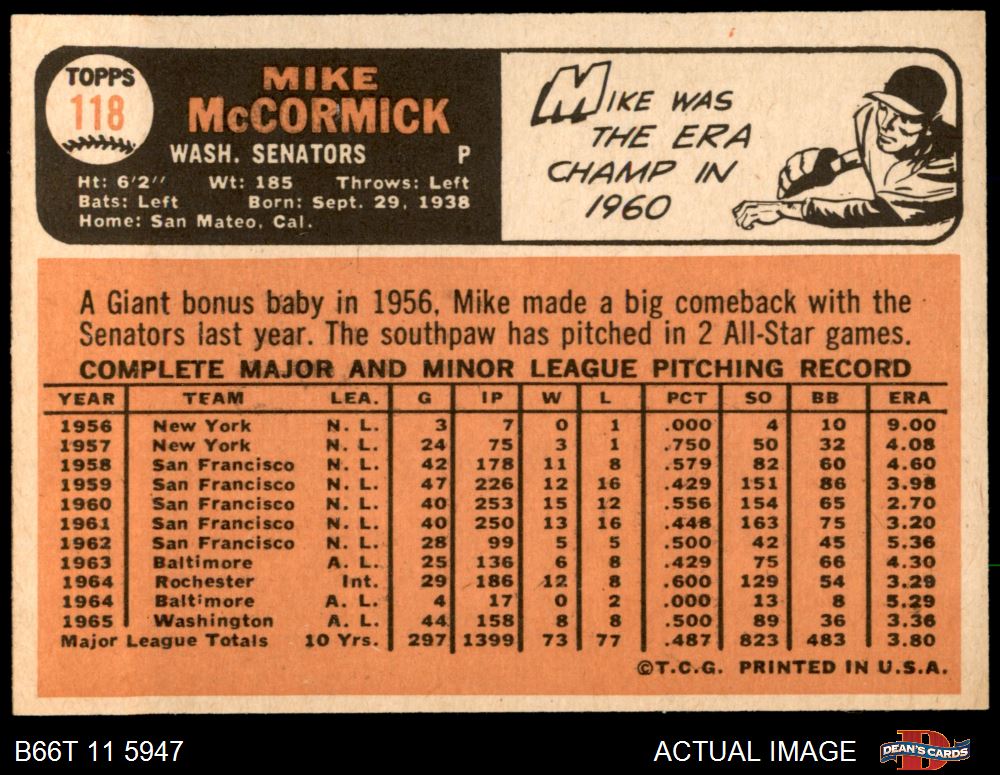 TOPPS
118
MIKE
McCORMICK
WASH. SENATORS P
Ht: 6'2" Wt: 185 Throws: Left
Bats: Left Born: Sept. 29, 1938
Home: San Mateo, Cal.
MIKE WAS
THE ERA
CHAMP IN
1960
A Giant bonus baby in 1956, Mike made a big comeback with the
Senators last year. The southpaw has pitched in 2 All-Star games.
COMPLETE MAJOR AND MINOR LEAGUE PITCHING RECORD
YEAR TEAM LEA. G IP W L PCT SO BB ERA
1956 New York N. L. 3 7 0 1 .000 4 10 9.00
1957 New York N. L. 24 75 3 1 .750 50 32 4.08
1958 San Francisco N. L. 42 178 11 8 .579 82 60 4.60
1959 San Francisco N. L. 47 226 12 16 .429 151 86 3.98
1960 San Francisco N. L. 40 253 15 12 .556 154 65 2.70
1961 San Francisco N. L. 40 250 13 16 .448 163 75 3.20
1962 San Francisco N. L. 28 99 5 5 .500 42 45 5.36
1963 Baltimore A. L. 25 136 6 8 .429 75 66 4.30
1964 Rochester Int. 29 186 12 8 .600 129 54 3.29
1964 Baltimore A. L. 4 17 0 2 .000 13 8 5.29
1965 Washington A. L. 44 158 8 8 .500 89 36 3.36
Major League Totals 10 Yrs. 297 1399 73 77 .487 823 483 3.80
©T.C.G. PRINTED IN U.S.A.
B66T 11 5947
ACTUAL IMAGE
D
DEAN'S CARDS